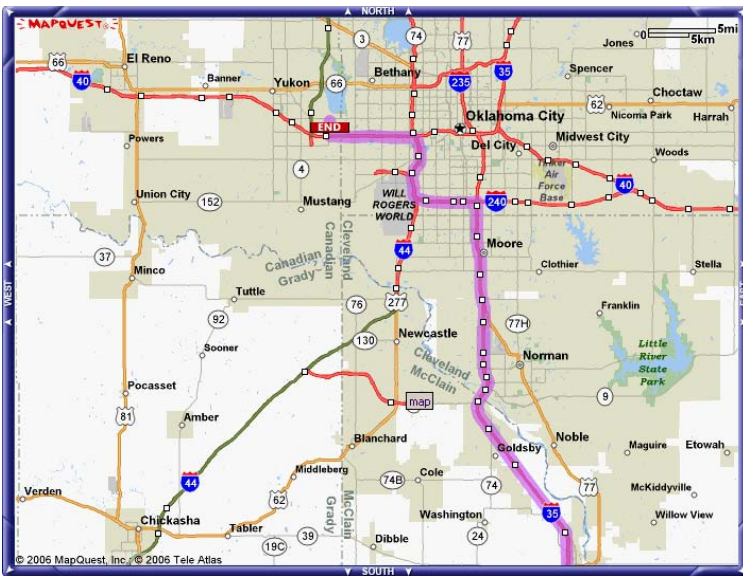 NORTH
MAPQUEST
74
77
35
3
Jones
0
5mi
5km
66
El Reno
40
Banner
Yukon
66
Bethany
235
Spencer
Choctaw
62
Nicoma Park
Harrah
END
Oklahoma City
Midwest City
Del City
Powers
Woods
Tinker
Air
Force
Base
4
40
Union City
152
Mustang
WILL
ROGERS
WORLD
240
Canadian
Cleveland
44
Moore
37
Canadian
Grady
Clothier
Stella
WEST
Minco
Tuttle
76
277
Franklin
92
77H
Sooner
130
Newcastle
Cleveland
McClain
Norman
Little
River
State
Park
9
Pocasset
map
81
Amber
Blanchard
Noble
Goldsby
Maguire
Etowah
44
Middleberg
74B
Cole
74
77
McKiddyville
Verden
62
McClain
Grady
Washington
35
Willow View
Chickasha
Tabler
39
19C
24
Dibble
© 2006 MapQuest, Inc.; © 2006 Tele Atlas
SOUTH